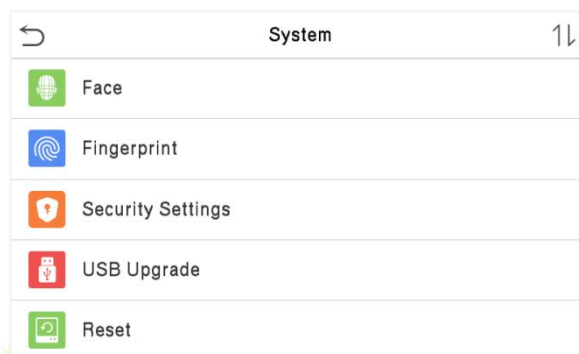 System
Face
Fingerprint
Security Settings
USB Upgrade
Reset